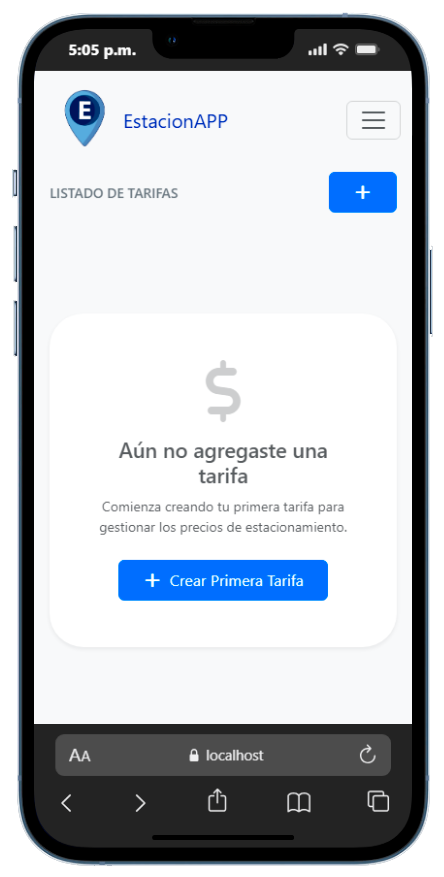 5:05 p.m.
E
EstacionAPP
LISTADO DE TARIFAS
+
$
Aún no agregaste una
tarifa
Comienza creando tu primera tarifa para
gestionar los precios de estacionamiento.
+ Crear Primera Tarifa
AA
localhost